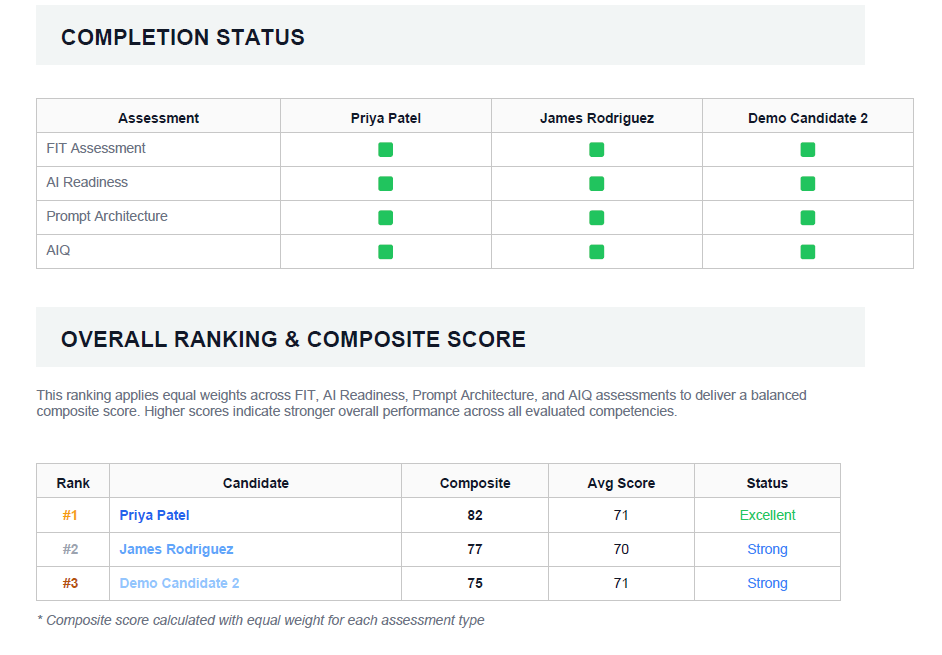 COMPLETION STATUS
Assessment Priya Patel James Rodriguez Demo Candidate 2
FIT Assessment
AI Readiness
Prompt Architecture
AIQ
OVERALL RANKING & COMPOSITE SCORE
This ranking applies equal weights across FIT, AI Readiness, Prompt Architecture, and AIQ assessments to deliver a balanced
composite score. Higher scores indicate stronger overall performance across all evaluated competencies.
Rank Candidate Composite Avg Score Status
#1 Priya Patel 82 71 Excellent
#2 James Rodriguez 77 70 Strong
#3 Demo Candidate 2 75 71 Strong
* Composite score calculated with equal weight for each assessment type